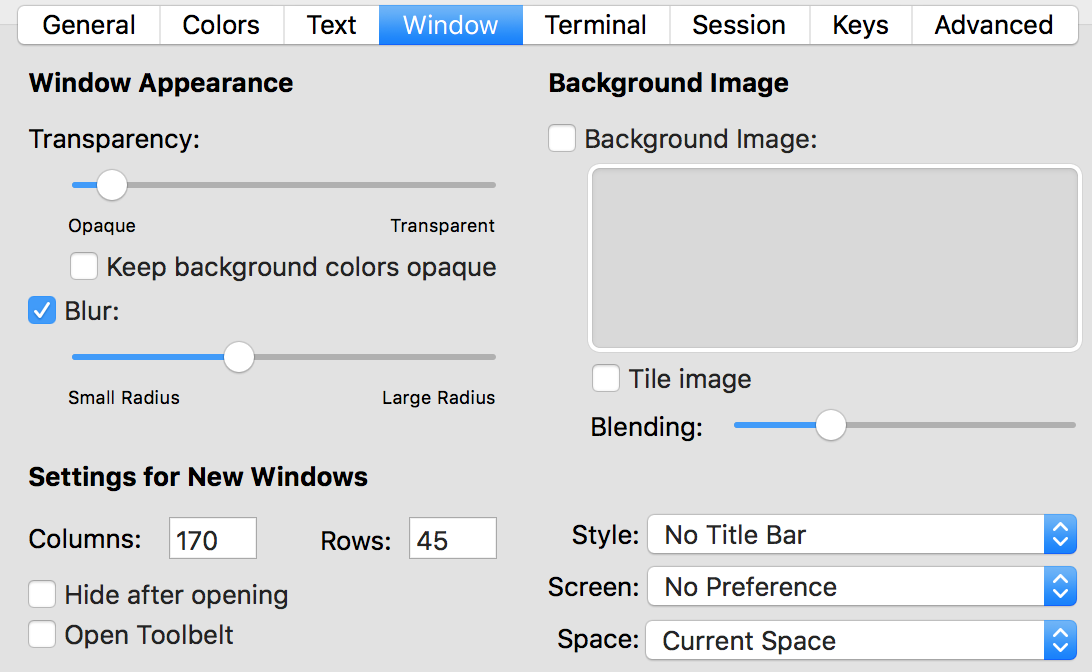 General Colors Text Window Terminal Session Keys Advanced
Window Appearance
Transparency:
Opaque Transparent
Keep background colors opaque
Blur:
Small Radius Large Radius
Background Image
Background Image:
Tile image
Blending:
Settings for New Windows
Columns: 170 Rows: 45
Hide after opening
Open Toolbelt
Style: No Title Bar
Screen: No Preference
Space: Current Space